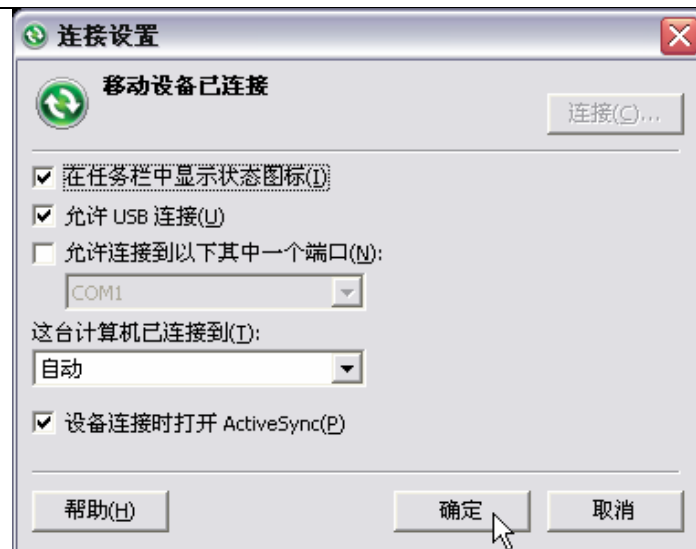 连接设置
移动设备已连接
连接(C)...
在任务栏中显示状态图标(I)
允许 USB 连接(U)
允许连接到以下其中一个端口(N):
COM1
这台计算机已连接到(T):
自动
设备连接时打开 ActiveSync(P)
帮助(H) 确定 取消